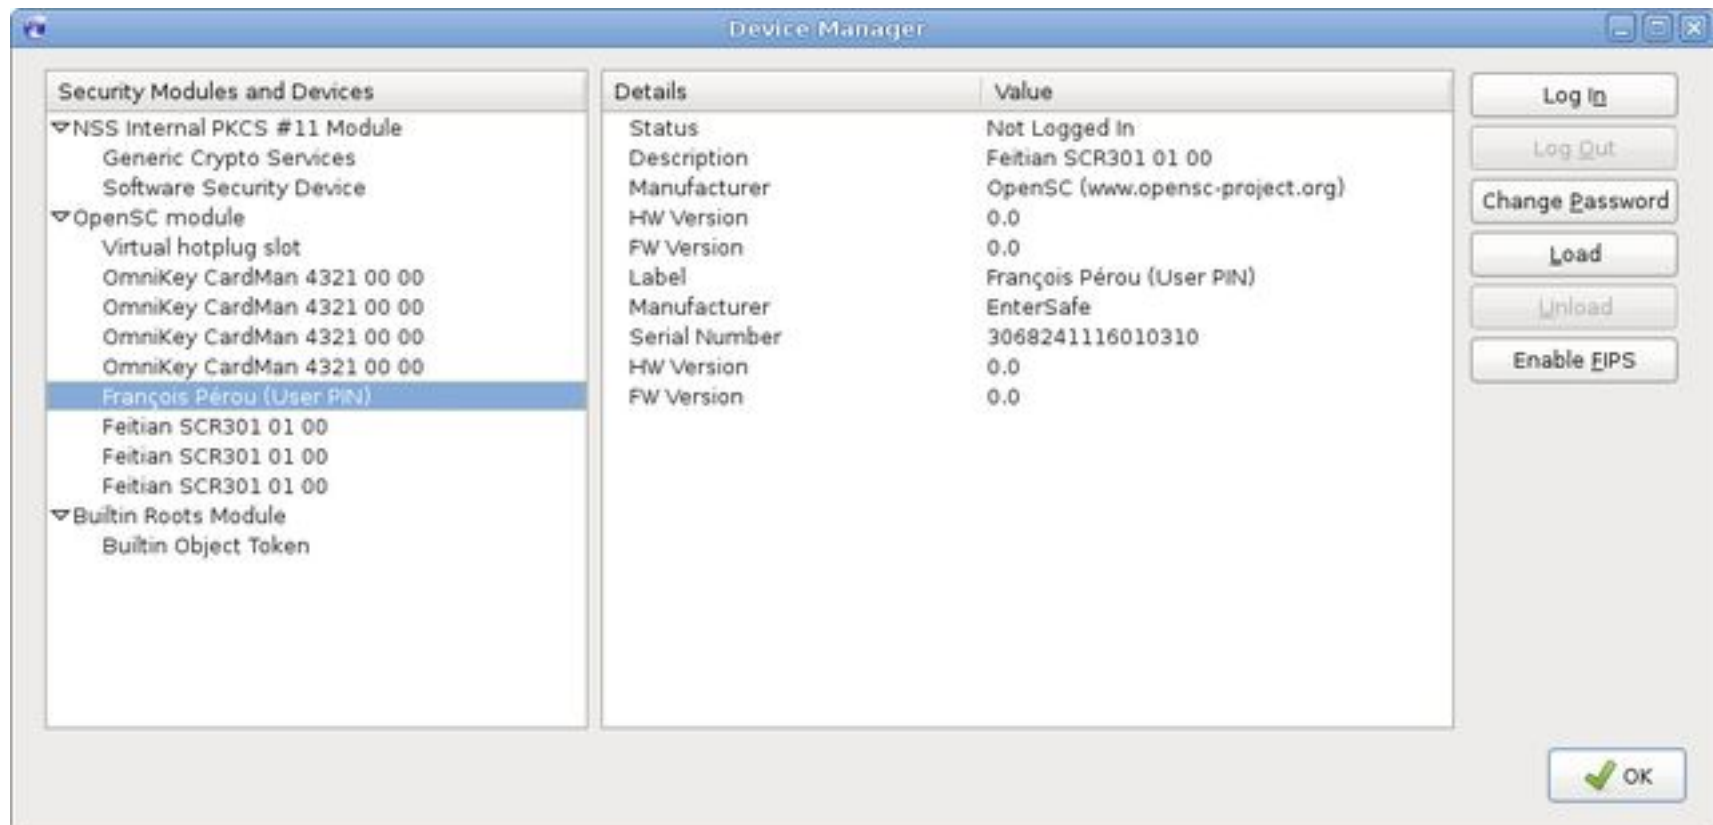 Device Manager
Security Modules and Devices
NSS Internal PKCS #11 Module
Generic Crypto Services
Software Security Device
OpenSC module
Virtual hotplug slot
OmniKey CardMan 4321 00 00
OmniKey CardMan 4321 00 00
OmniKey CardMan 4321 00 00
OmniKey CardMan 4321 00 00
François Pérou (User PIN)
Feitian SCR301 01 00
Feitian SCR301 01 00
Feitian SCR301 01 00
Builtin Roots Module
Builtin Object Token
Details Value
Status Not Logged In
Description Feitian SCR301 01 00
Manufacturer OpenSC (www.opensc-project.org)
HW Version 0.0
FW Version 0.0
Label François Pérou (User PIN)
Manufacturer EnterSafe
Serial Number 3068241116010310
HW Version 0.0
FW Version 0.0
Log In
Log Out
Change Password
Load
Unload
Enable FIPS
OK